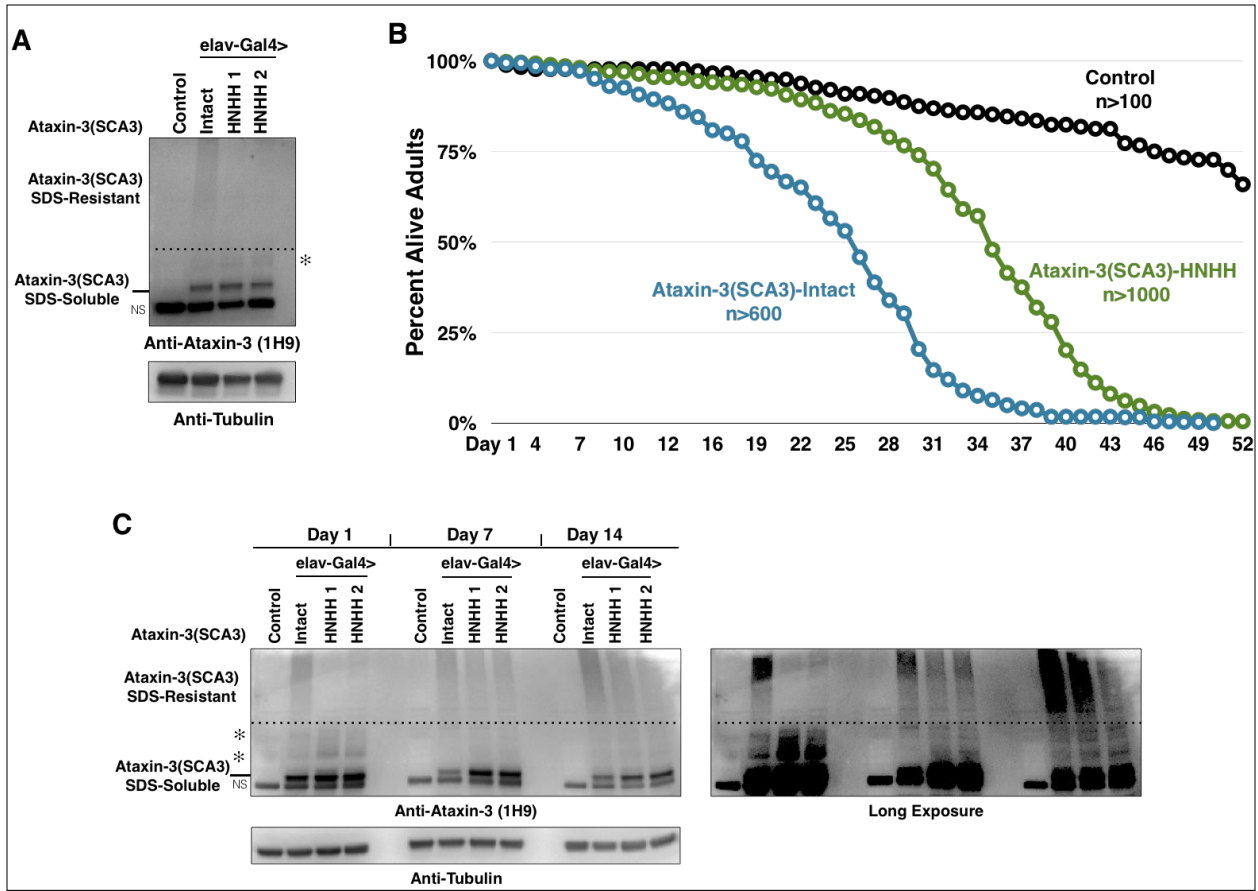 A
elav-Gal4>
Ataxin-3(SCA3)
Control
Intact
HNHH 1
HNHH 2
Ataxin-3(SCA3)
SDS-Resistant
*
Ataxin-3(SCA3)
SDS-Soluble
NS
Anti-Ataxin-3 (1H9)
Anti-Tubulin
B
Percent Alive Adults
100%
75%
50%
25%
0%
Control
n>100
Ataxin-3(SCA3)-Intact
n>600
Ataxin-3(SCA3)-HNHH
n>1000
Day 1 4 7 10 12 16 19 22 25 28 31 34 37 40 43 46 49 52
C
Day 1 Day 7 Day 14
elav-Gal4> elav-Gal4> elav-Gal4>
Ataxin-3(SCA3)
Control
Intact
HNHH 1
HNHH 2
Control
Intact
HNHH 1
HNHH 2
Control
Intact
HNHH 1
HNHH 2
Ataxin-3(SCA3)
SDS-Resistant
*
*
Ataxin-3(SCA3)
SDS-Soluble
NS
Anti-Ataxin-3 (1H9)
Long Exposure
Anti-Tubulin